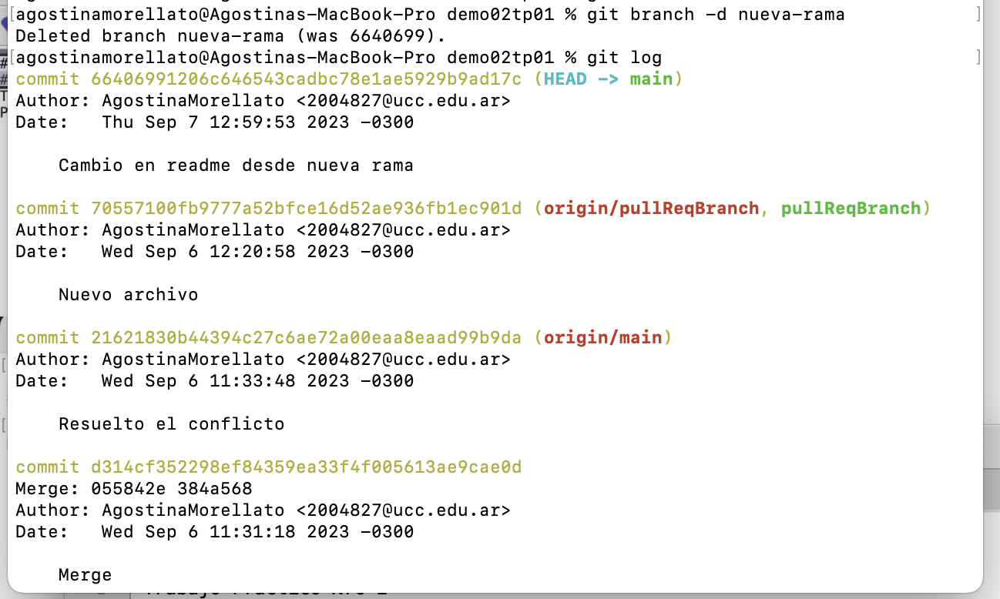 [agostinamorellato@Agostinas-MacBook-Pro demo02tp01 % git branch -d nueva-rama ]
Deleted branch nueva-rama (was 6640699).
[agostinamorellato@Agostinas-MacBook-Pro demo02tp01 % git log ]
commit 66406991206c646543cadbc78e1ae5929b9ad17c (HEAD -> main)
Author: AgostinaMorellato <2004827@ucc.edu.ar>
Date:   Thu Sep 7 12:59:53 2023 -0300
Cambio en readme desde nueva rama
commit 70557100fb9777a52bfce16d52ae936fb1ec901d (origin/pullReqBranch, pullReqBranch)
Author: AgostinaMorellato <2004827@ucc.edu.ar>
Date:   Wed Sep 6 12:20:58 2023 -0300
Nuevo archivo
commit 21621830b44394c27c6ae72a00eaa8eaad99b9da (origin/main)
Author: AgostinaMorellato <2004827@ucc.edu.ar>
Date:   Wed Sep 6 11:33:48 2023 -0300
Resuelto el conflicto
commit d314cf352298ef84359ea33f4f005613ae9cae0d
Merge: 055842e 384a568
Author: AgostinaMorellato <2004827@ucc.edu.ar>
Date:   Wed Sep 6 11:31:18 2023 -0300
Merge